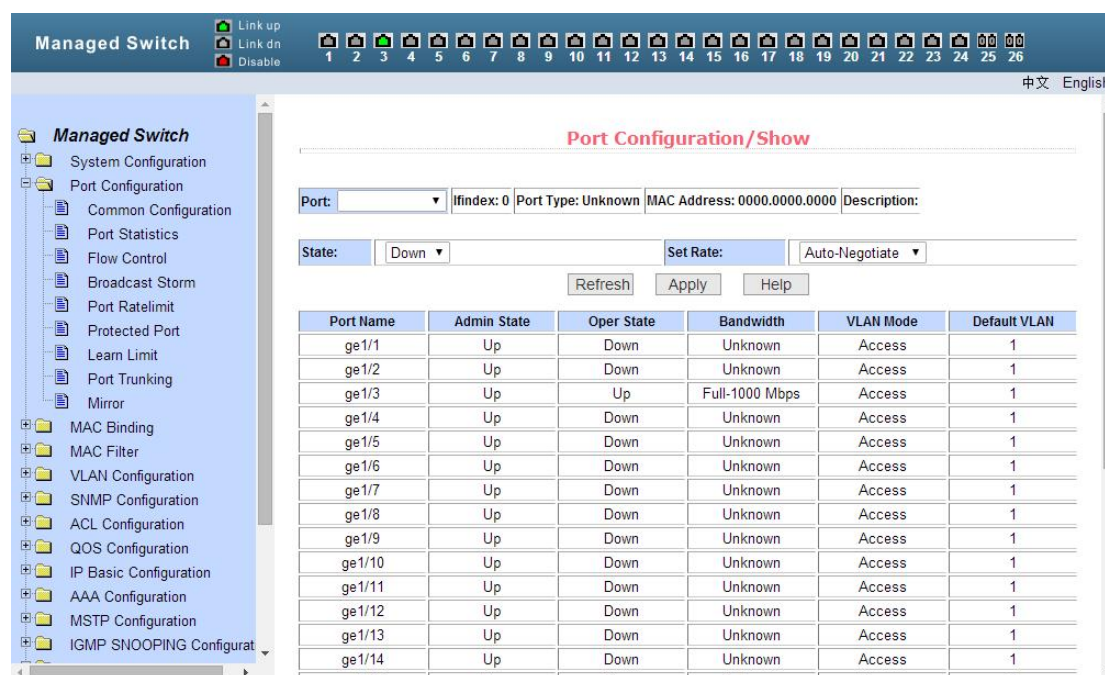 Managed Switch
Link up
Link dn
Disable
1 2 3 4 5 6 7 8 9 10 11 12 13 14 15 16 17 18 19 20 21 22 23 24 25 26
中文 English
Managed Switch
System Configuration
Port Configuration
Common Configuration
Port Statistics
Flow Control
Broadcast Storm
Port Ratelimit
Protected Port
Learn Limit
Port Trunking
Mirror
MAC Binding
MAC Filter
VLAN Configuration
SNMP Configuration
ACL Configuration
QOS Configuration
IP Basic Configuration
AAA Configuration
MSTP Configuration
IGMP SNOOPING Configurat
Port Configuration/Show
Port: Ifindex: 0 Port Type: Unknown MAC Address: 0000.0000.0000 Description:
State: Down Set Rate: Auto-Negotiate
Refresh Apply Help
Port Name Admin State Oper State Bandwidth VLAN Mode Default VLAN
ge1/1 Up Down Unknown Access 1
ge1/2 Up Down Unknown Access 1
ge1/3 Up Up Full-1000 Mbps Access 1
ge1/4 Up Down Unknown Access 1
ge1/5 Up Down Unknown Access 1
ge1/6 Up Down Unknown Access 1
ge1/7 Up Down Unknown Access 1
ge1/8 Up Down Unknown Access 1
ge1/9 Up Down Unknown Access 1
ge1/10 Up Down Unknown Access 1
ge1/11 Up Down Unknown Access 1
ge1/12 Up Down Unknown Access 1
ge1/13 Up Down Unknown Access 1
ge1/14 Up Down Unknown Access 1